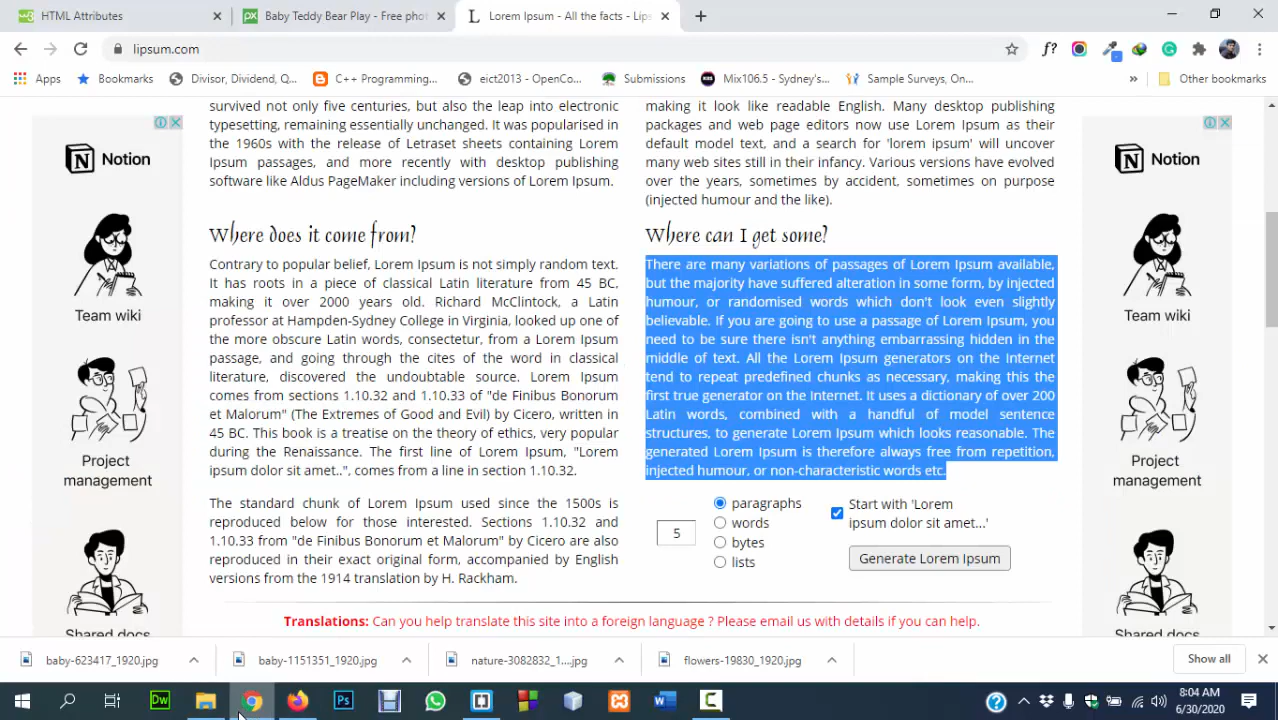 HTML Attributes
Baby Teddy Bear Play - Free phot
Lorem Ipsum - All the facts - Lips
lipsum.com
f?
Apps
Bookmarks
Divisor, Dividend, Q...
C++ Programming...
eict2013 - OpenCo...
Submissions
Mix106.5 - Sydney's...
Sample Surveys, On...
»
Other bookmarks
survived not only five centuries, but also the leap into electronic
typesetting, remaining essentially unchanged. It was popularised in
the 1960s with the release of Letraset sheets containing Lorem
Ipsum passages, and more recently with desktop publishing
software like Aldus PageMaker including versions of Lorem Ipsum.
making it look like readable English. Many desktop publishing
packages and web page editors now use Lorem Ipsum as their
default model text, and a search for 'lorem ipsum' will uncover
many web sites still in their infancy. Various versions have evolved
over the years, sometimes by accident, sometimes on purpose
(injected humour and the like).
Notion
Team wiki
Project
management
Shared docs
Where does it come from?
Contrary to popular belief, Lorem Ipsum is not simply random text.
It has roots in a piece of classical Latin literature from 45 BC,
making it over 2000 years old. Richard McClintock, a Latin
professor at Hampden-Sydney College in Virginia, looked up one of
the more obscure Latin words, consectetur, from a Lorem Ipsum
passage, and going through the cites of the word in classical
literature, discovered the undoubtable source. Lorem Ipsum
comes from sections 1.10.32 and 1.10.33 of "de Finibus Bonorum
et Malorum" (The Extremes of Good and Evil) by Cicero, written in
45 BC. This book is a treatise on the theory of ethics, very popular
during the Renaissance. The first line of Lorem Ipsum, "Lorem
ipsum dolor sit amet..", comes from a line in section 1.10.32.
The standard chunk of Lorem Ipsum used since the 1500s is
reproduced below for those interested. Sections 1.10.32 and
1.10.33 from "de Finibus Bonorum et Malorum" by Cicero are also
reproduced in their exact original form, accompanied by English
versions from the 1914 translation by H. Rackham.
Where can I get some?
There are many variations of passages of Lorem Ipsum available,
but the majority have suffered alteration in some form, by injected
humour, or randomised words which don't look even slightly
believable. If you are going to use a passage of Lorem Ipsum, you
need to be sure there isn't anything embarrassing hidden in the
middle of text. All the Lorem Ipsum generators on the Internet
tend to repeat predefined chunks as necessary, making this the
first true generator on the Internet. It uses a dictionary of over 200
Latin words, combined with a handful of model sentence
structures, to generate Lorem Ipsum which looks reasonable. The
generated Lorem Ipsum is therefore always free from repetition,
injected humour, or non-characteristic words etc.
5
paragraphs
words
bytes
lists
Start with 'Lorem
ipsum dolor sit amet...'
Generate Lorem Ipsum
Notion
Team wiki
Project
management
Shared docs
Translations: Can you help translate this site into a foreign language ? Please email us with details if you can help.
baby-623417_1920.jpg
baby-1151351_1920.jpg
nature-3082832_1....jpg
flowers-19830_1920.jpg
Show all
Dw
Ps
8:04 AM
6/30/2020